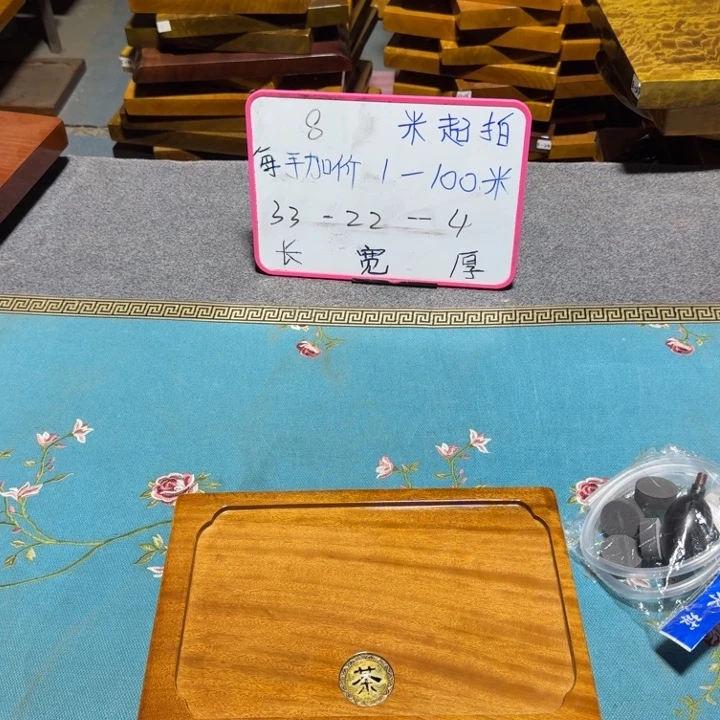 8 米起拍
每手加价 1-100米
33-22--4
长 宽 厚
茶